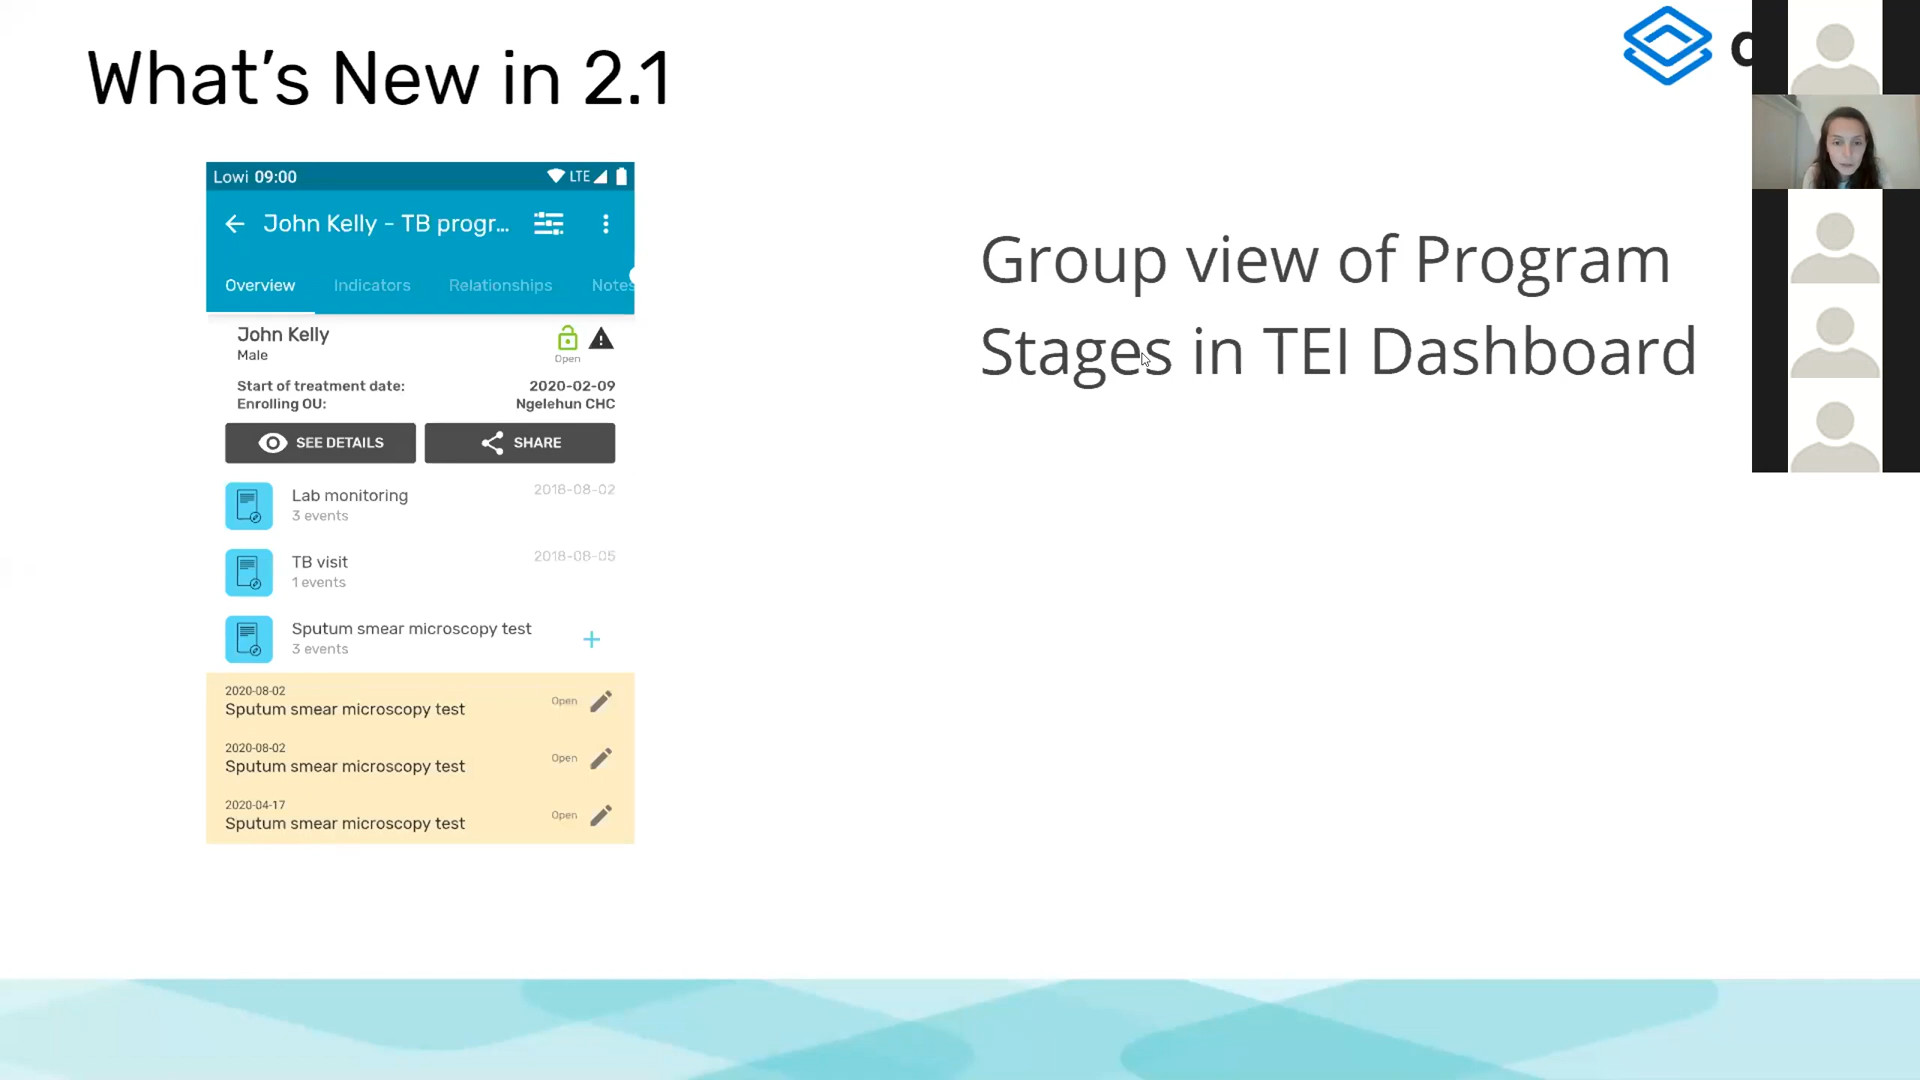 What's New in 2.1
Lowi 09:00 LTE
John Kelly - TB progr...
Overview Indicators Relationships Notes
John Kelly
Male
Open
Start of treatment date: 2020-02-09
Enrolling OU: Ngelehun CHC
SEE DETAILS SHARE
Lab monitoring 2018-08-02
3 events
TB visit 2018-08-05
1 events
Sputum smear microscopy test
3 events
2020-08-02
Sputum smear microscopy test Open
2020-08-02
Sputum smear microscopy test Open
2020-04-17
Sputum smear microscopy test Open
Group view of Program
Stages in TEI Dashboard